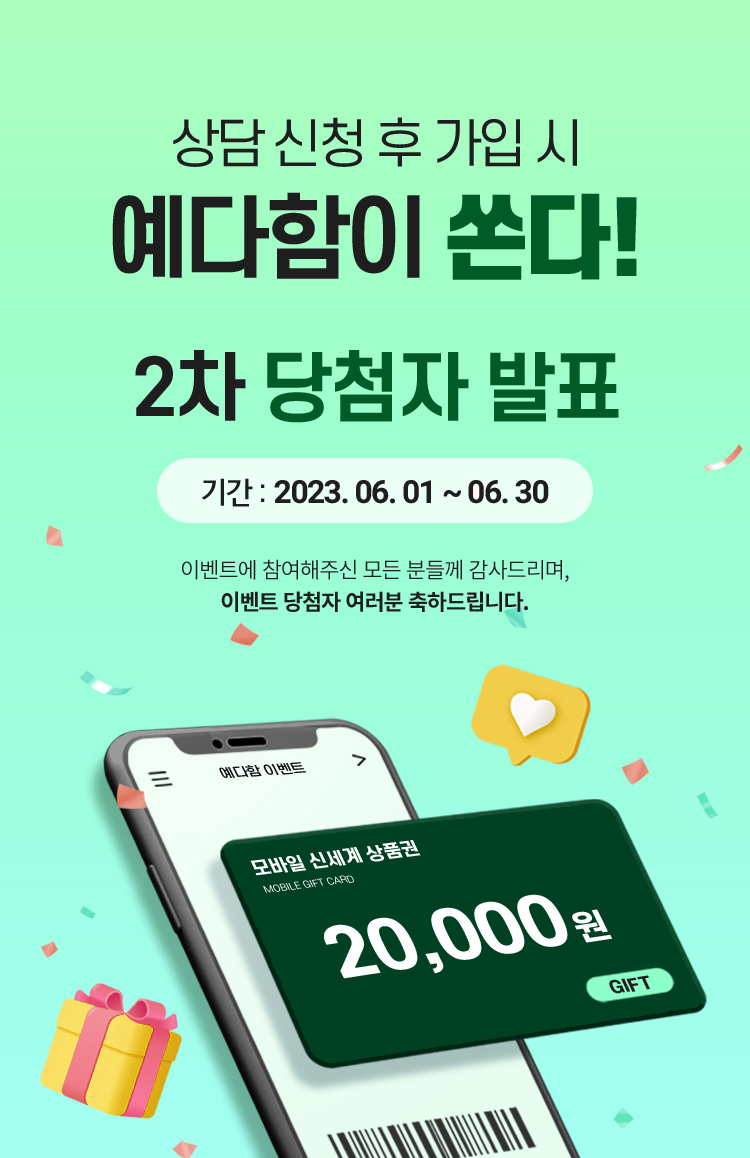 상담 신청 후 가입 시
예다함이 쏜다!
2차 당첨자 발표
기간 : 2023. 06. 01 ~ 06. 30
이벤트에 참여해주신 모든 분들께 감사드리며,
이벤트 당첨자 여러분 축하드립니다.
예다함 이벤트
모바일 신세계 상품권
MOBILE GIFT CARD
20,000원
GIFT